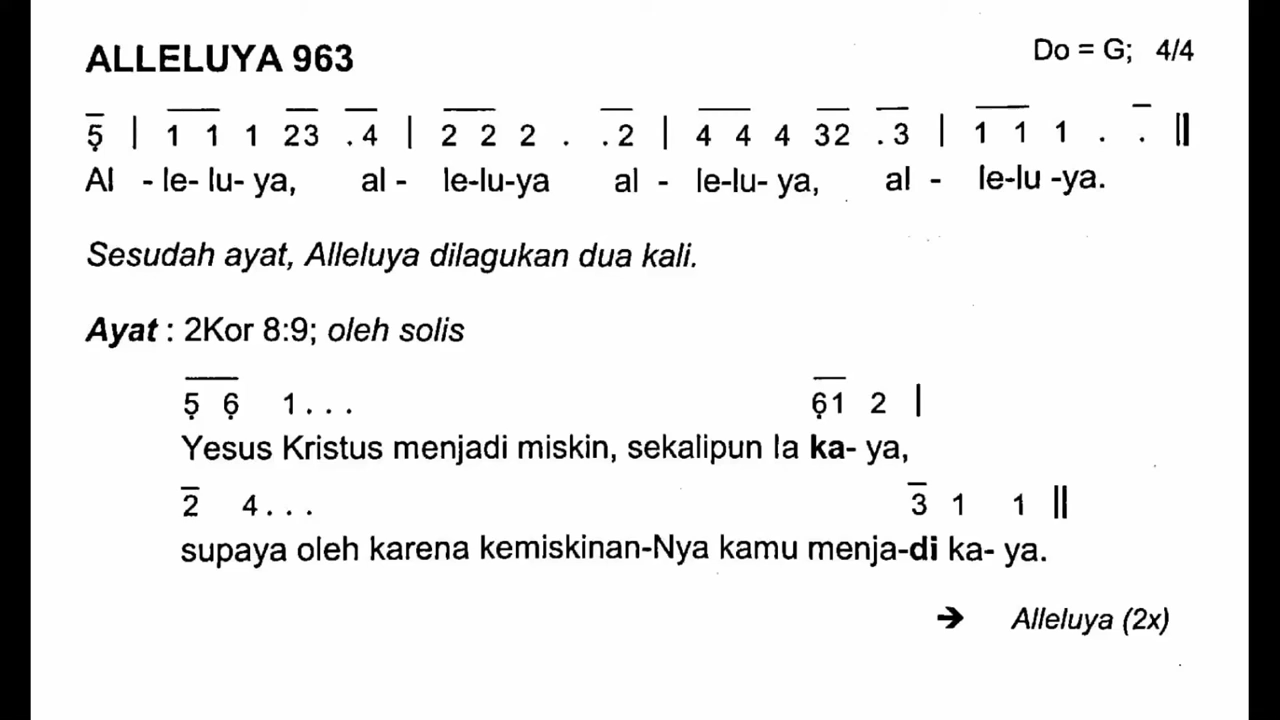 ALLELUYA 963 Do = G; 4/4
5̣ | 1 1 1 23 .4 | 2 2 2 . .2 | 4 4 4 32 .3 | 1 1 1 . . ||
Al - le- lu- ya, al - le-lu-ya al - le-lu- ya, al - le-lu -ya.
Sesudah ayat, Alleluya dilagukan dua kali.
Ayat : 2Kor 8:9; oleh solis
5̣ 6̣ 1 . . . 6̣1 2 |
Yesus Kristus menjadi miskin, sekalipun Ia ka- ya,
2 4 . . . 3 1 1 ||
supaya oleh karena kemiskinan-Nya kamu menja-di ka- ya.
➔ Alleluya (2x)